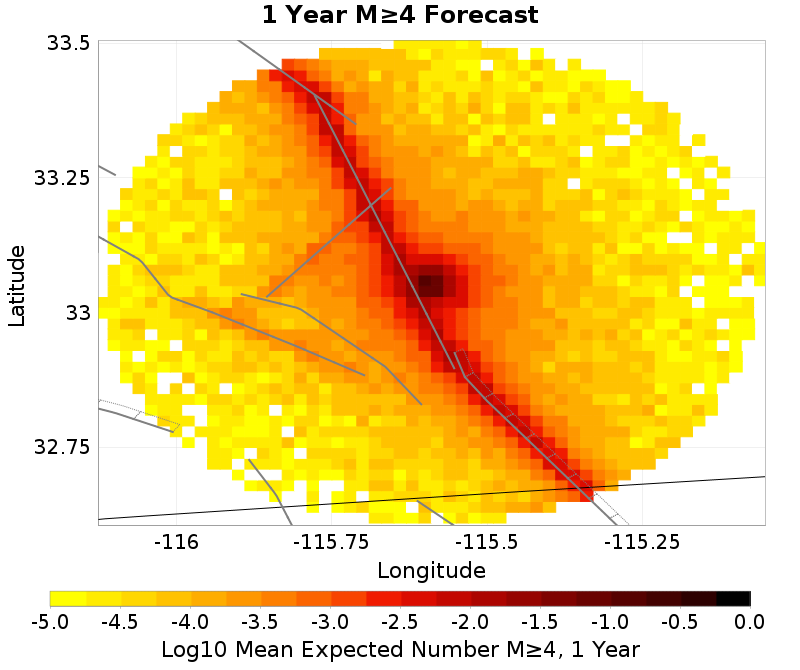 1 Year M≥4 Forecast
33.5
33.25
33
32.75
Latitude
-116 -115.75 -115.5 -115.25
Longitude
-5.0 -4.5 -4.0 -3.5 -3.0 -2.5 -2.0 -1.5 -1.0 -0.5 0.0
Log10 Mean Expected Number M≥4, 1 Year